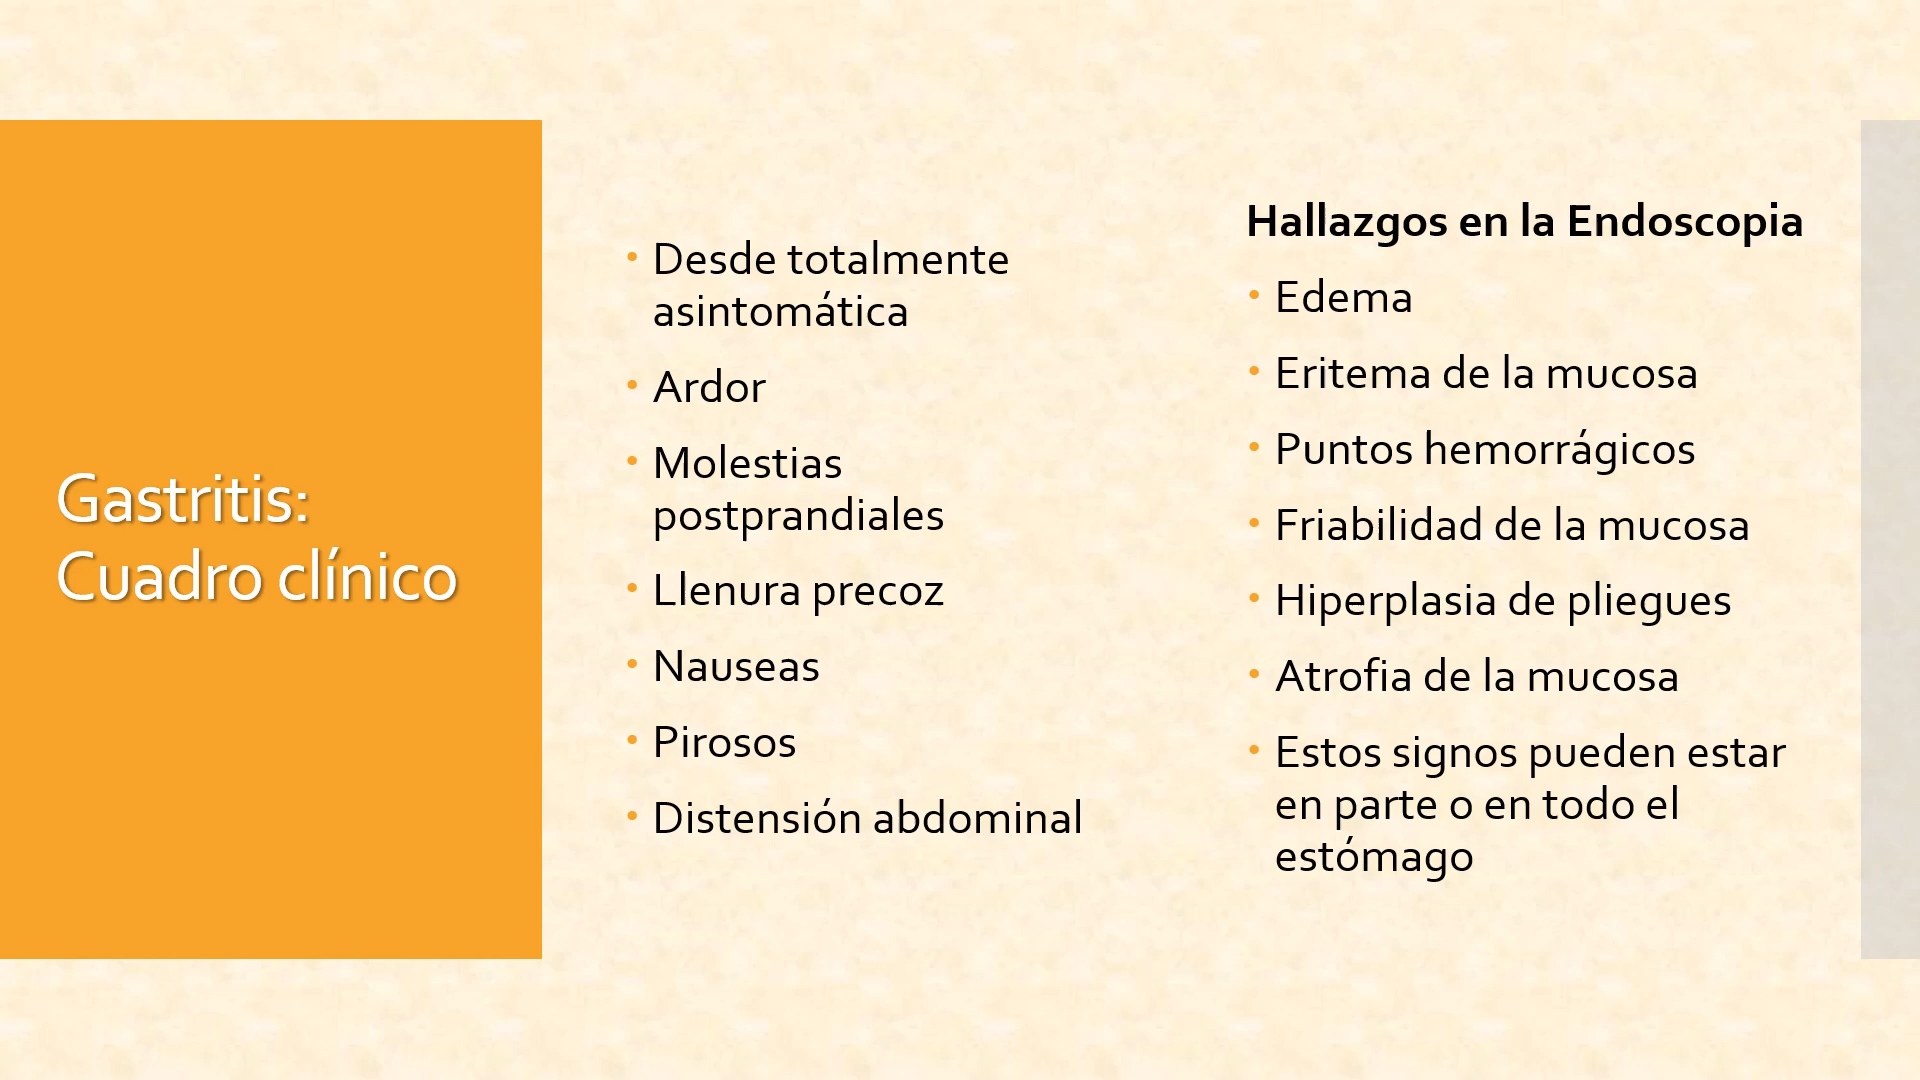 Gastritis:
Cuadro clínico
• Desde totalmente
asintomática
• Ardor
• Molestias
postprandiales
• Llenura precoz
• Nauseas
• Pirosos
• Distensión abdominal
Hallazgos en la Endoscopia
• Edema
• Eritema de la mucosa
• Puntos hemorrágicos
• Friabilidad de la mucosa
• Hiperplasia de pliegues
• Atrofia de la mucosa
• Estos signos pueden estar
en parte o en todo el
estómago